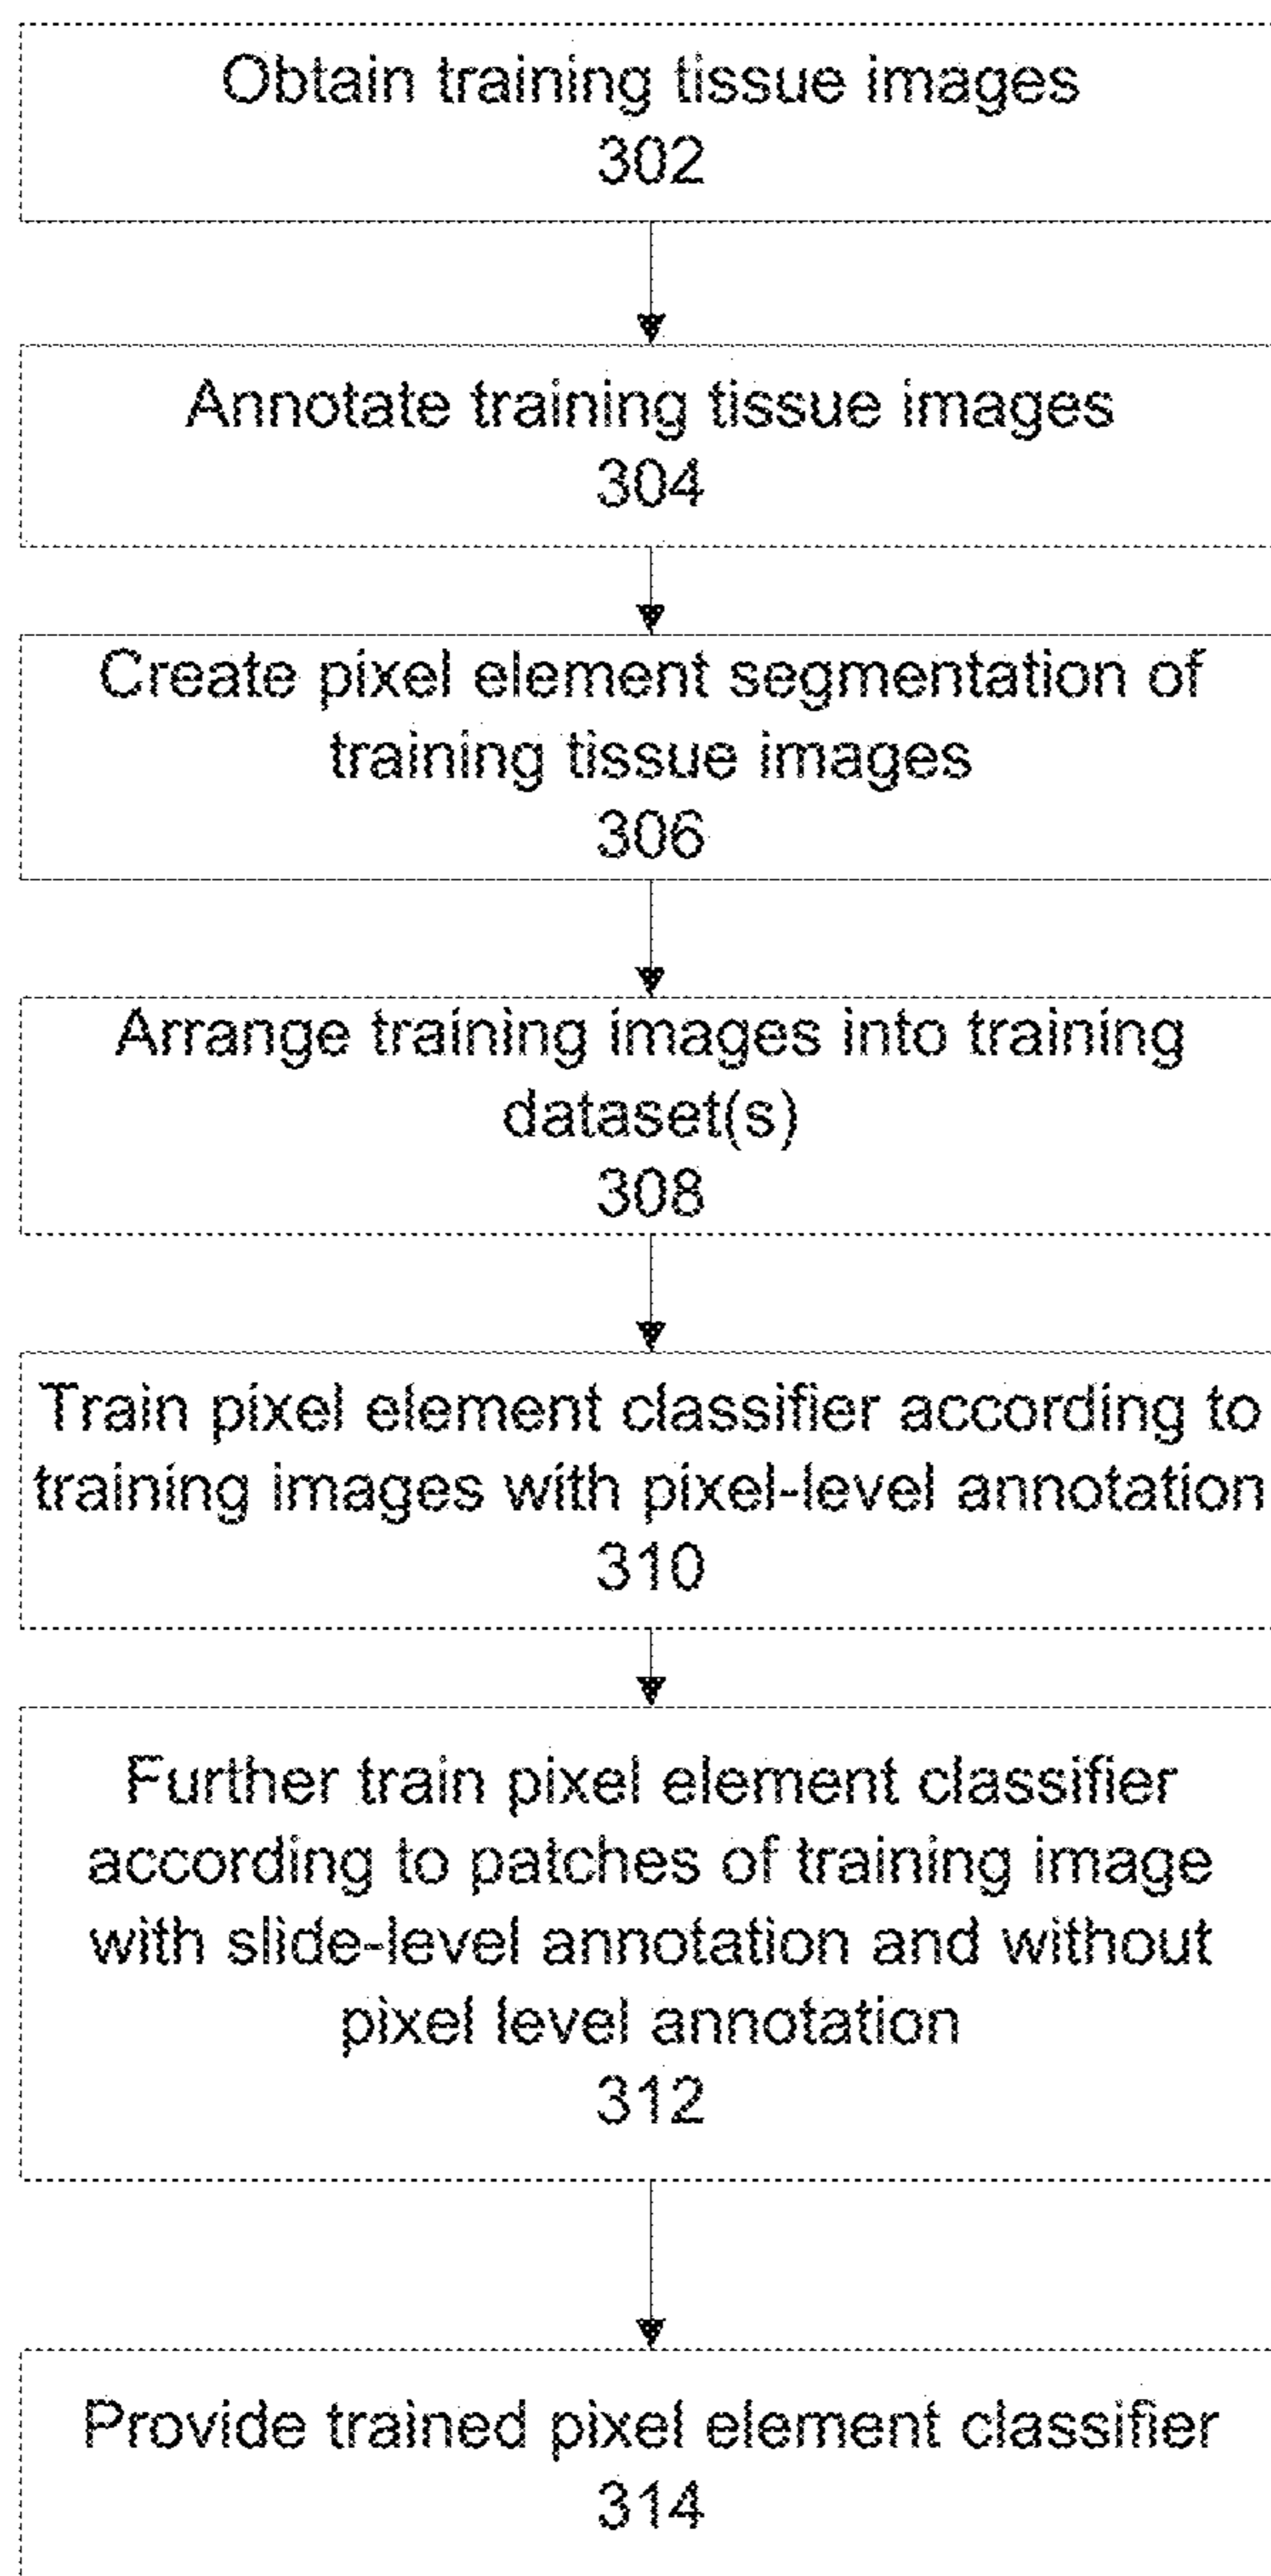 Obtain training tissue images
302
Annotate training tissue images
304
Create pixel element segmentation of
training tissue images
306
Arrange training images into training
dataset(s)
308
Train pixel element classifier according to
training images with pixel-level annotation
310
Further train pixel element classifier
according to patches of training image
with slide-level annotation and without
pixel level annotation
312
Provide trained pixel element classifier
314